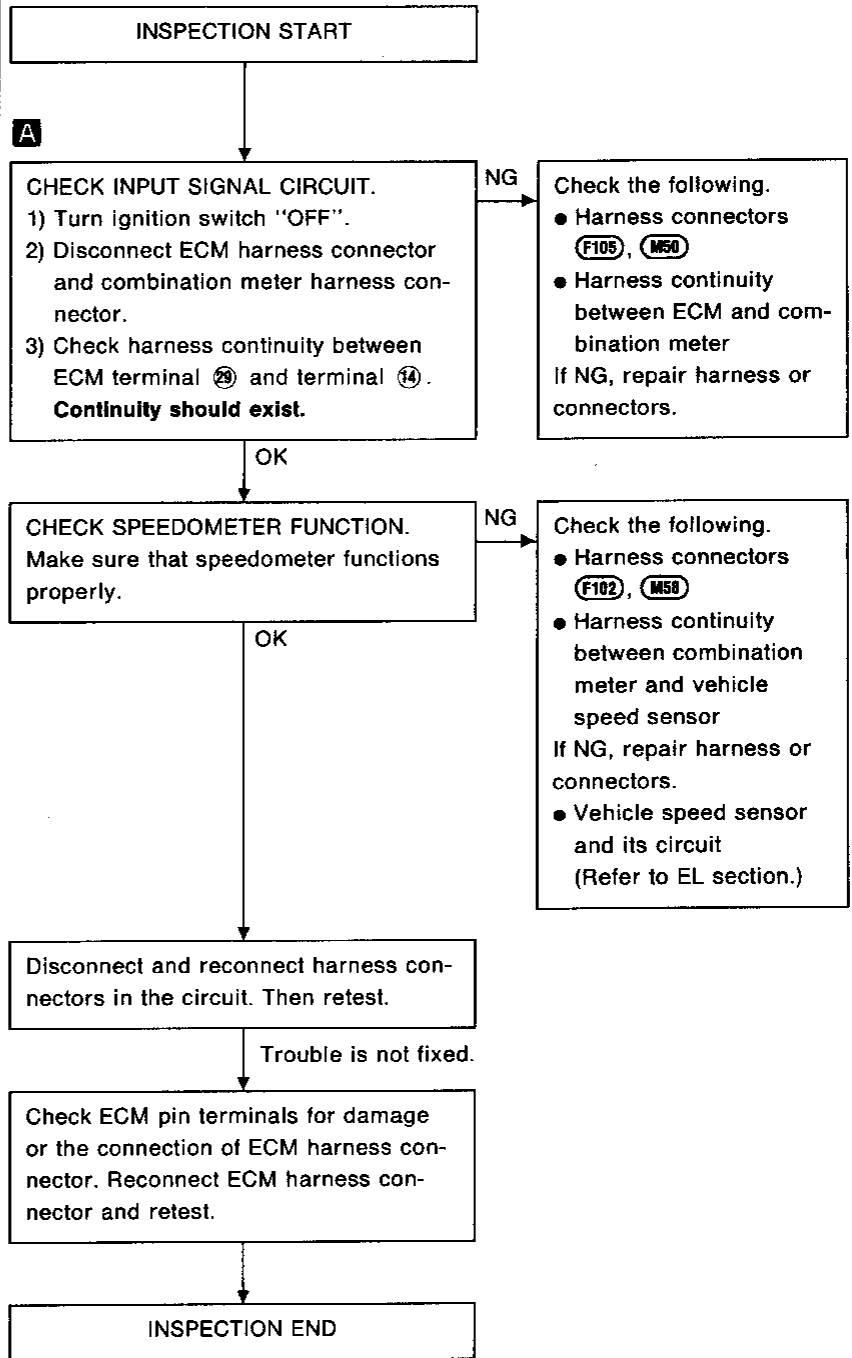 INSPECTION START
A
CHECK INPUT SIGNAL CIRCUIT.
1) Turn ignition switch "OFF".
2) Disconnect ECM harness connector
and combination meter harness con-
nector.
3) Check harness continuity between
ECM terminal ㉙ and terminal ⑭.
Continuity should exist.
NG
Check the following.
● Harness connectors
(F105), (M50)
● Harness continuity
between ECM and com-
bination meter
If NG, repair harness or
connectors.
OK
CHECK SPEEDOMETER FUNCTION.
Make sure that speedometer functions
properly.
NG
Check the following.
● Harness connectors
(F102), (M58)
● Harness continuity
between combination
meter and vehicle
speed sensor
If NG, repair harness or
connectors.
● Vehicle speed sensor
and its circuit
(Refer to EL section.)
OK
Disconnect and reconnect harness con-
nectors in the circuit. Then retest.
Trouble is not fixed.
Check ECM pin terminals for damage
or the connection of ECM harness con-
nector. Reconnect ECM harness con-
nector and retest.
INSPECTION END